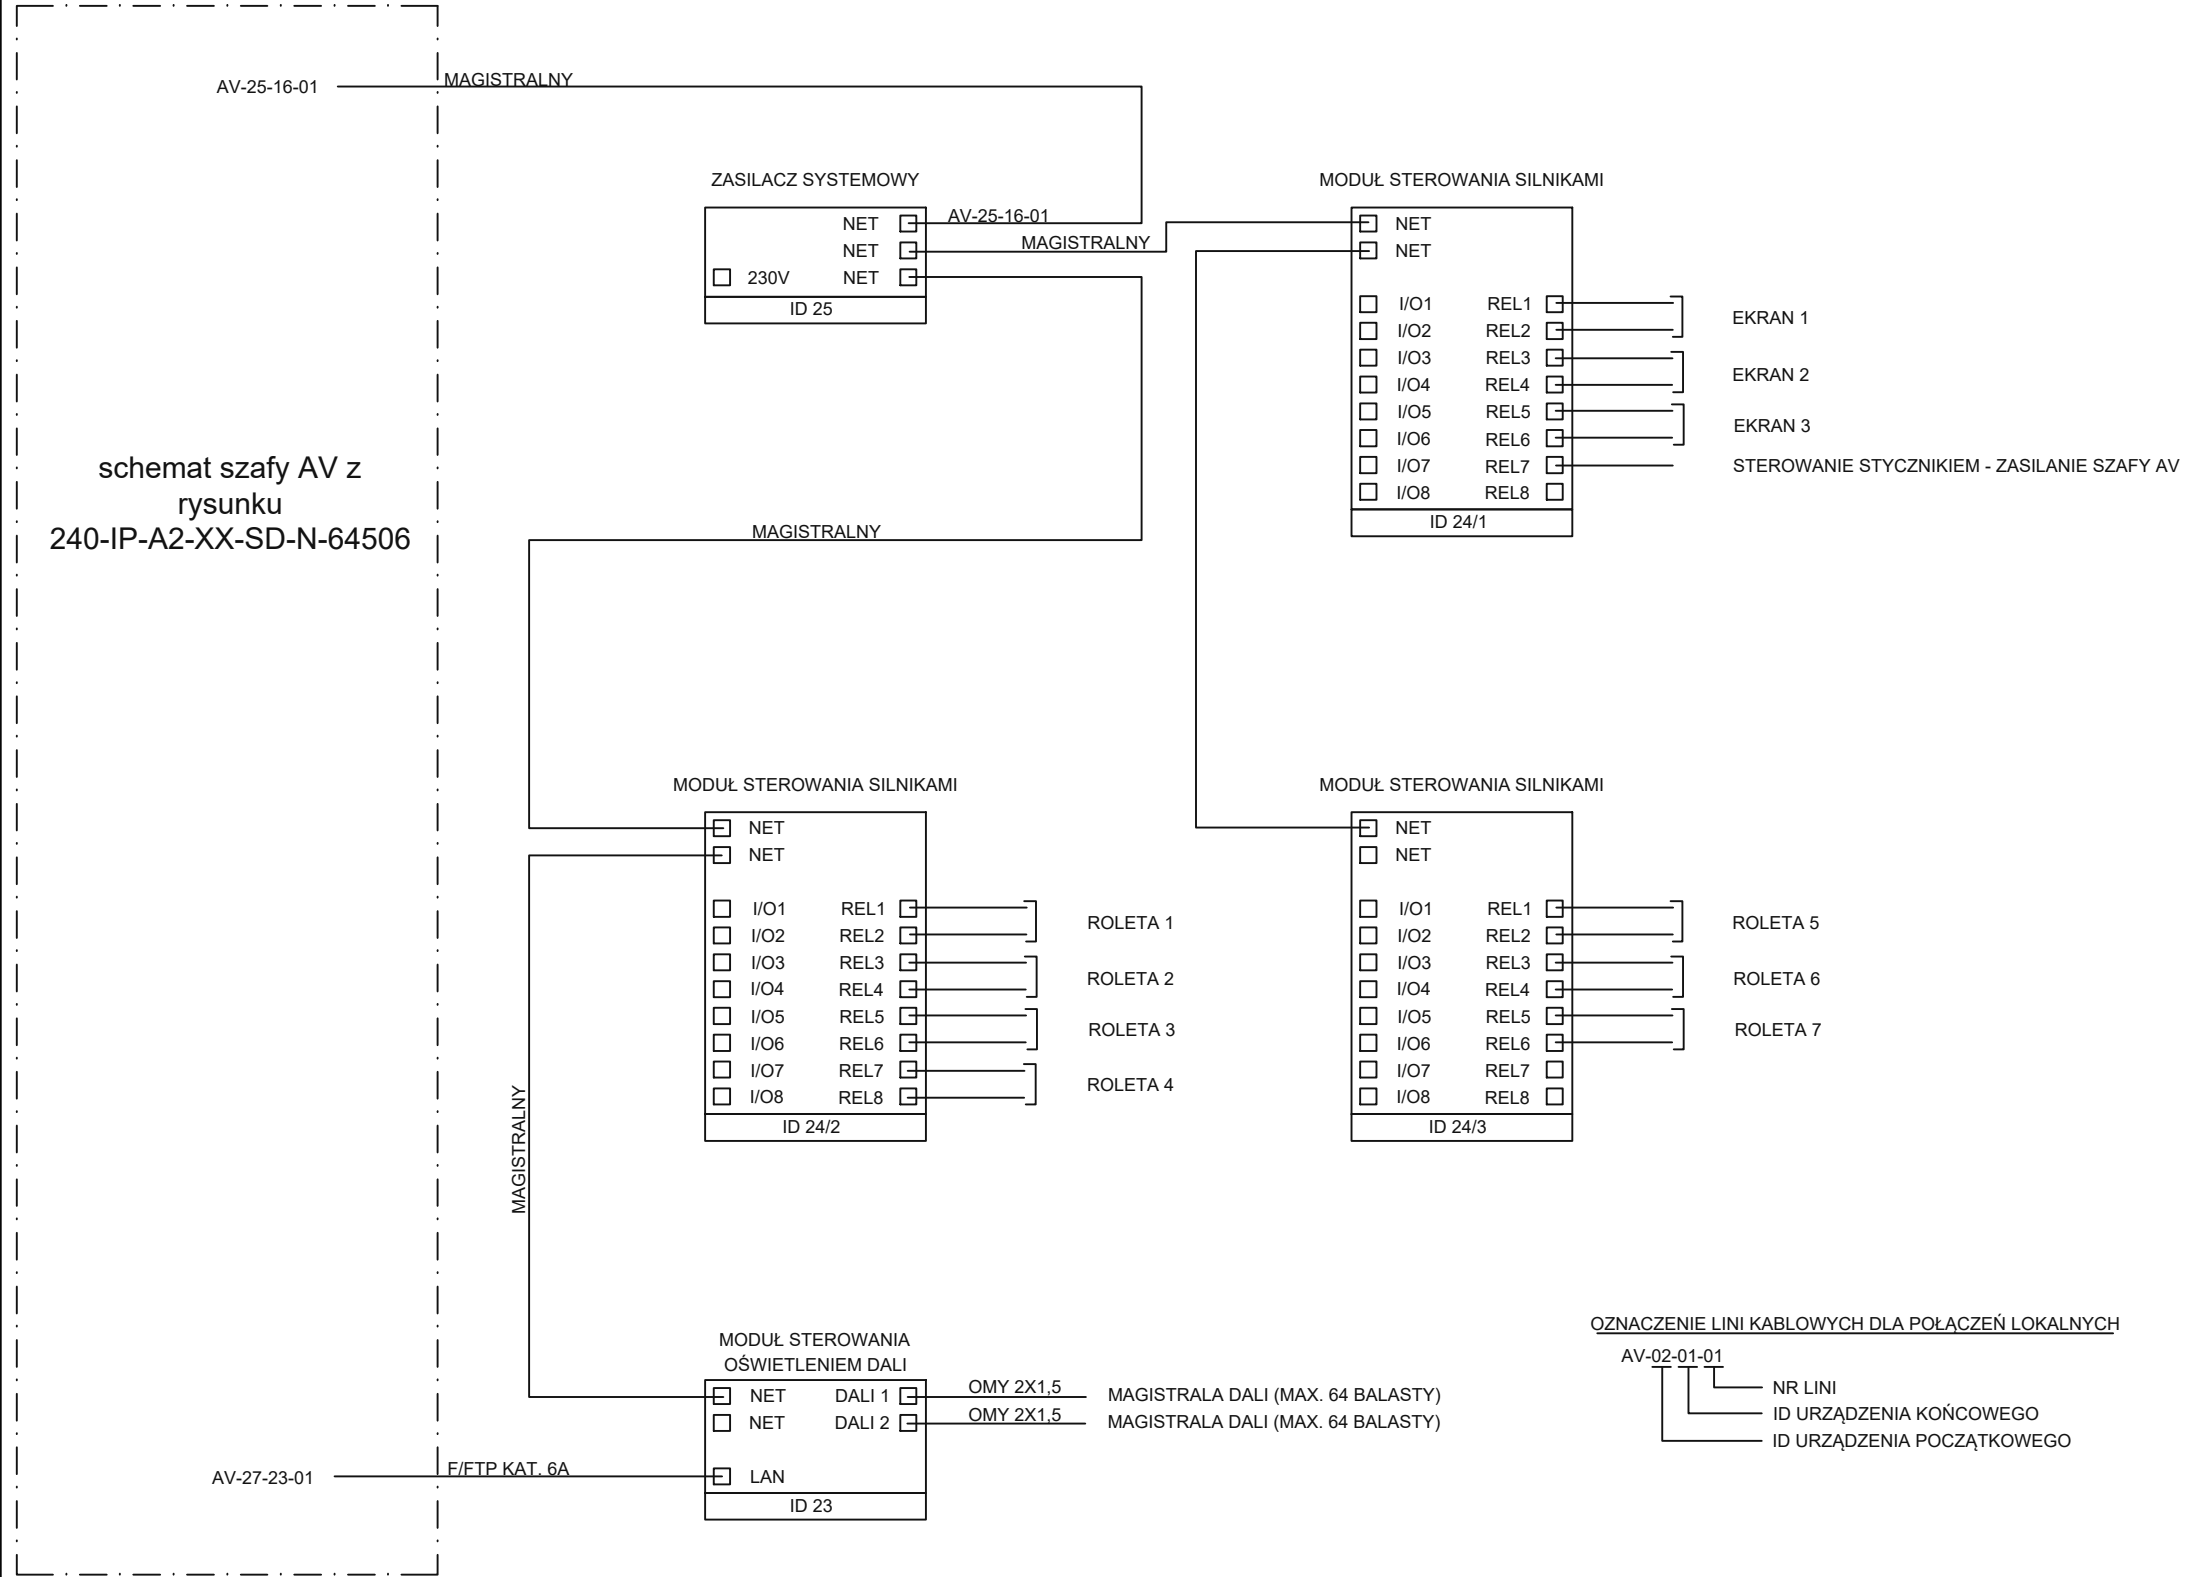 AV-25-16-01
MAGISTRALNY
schemat szafy AV z
rysunku
240-IP-A2-XX-SD-N-64506
ZASILACZ SYSTEMOWY
NET
NET
230V NET
ID 25
AV-25-16-01
MAGISTRALNY
MAGISTRALNY
MODUŁ STEROWANIA SILNIKAMI
NET
NET
I/O1 REL1
I/O2 REL2
I/O3 REL3
I/O4 REL4
I/O5 REL5
I/O6 REL6
I/O7 REL7
I/O8 REL8
ID 24/1
EKRAN 1
EKRAN 2
EKRAN 3
STEROWANIE STYCZNIKIEM - ZASILANIE SZAFY AV
MODUŁ STEROWANIA SILNIKAMI
NET
NET
I/O1 REL1
I/O2 REL2
I/O3 REL3
I/O4 REL4
I/O5 REL5
I/O6 REL6
I/O7 REL7
I/O8 REL8
ID 24/2
ROLETA 1
ROLETA 2
ROLETA 3
ROLETA 4
MODUŁ STEROWANIA SILNIKAMI
NET
NET
I/O1 REL1
I/O2 REL2
I/O3 REL3
I/O4 REL4
I/O5 REL5
I/O6 REL6
I/O7 REL7
I/O8 REL8
ID 24/3
ROLETA 5
ROLETA 6
ROLETA 7
MAGISTRALNY
MODUŁ STEROWANIA
OŚWIETLENIEM DALI
NET DALI 1
NET DALI 2
LAN
ID 23
OMY 2X1,5
MAGISTRALA DALI (MAX. 64 BALASTY)
OMY 2X1,5
MAGISTRALA DALI (MAX. 64 BALASTY)
AV-27-23-01
F/FTP KAT. 6A
OZNACZENIE LINI KABLOWYCH DLA POŁĄCZEŃ LOKALNYCH
AV-02-01-01
NR LINI
ID URZĄDZENIA KOŃCOWEGO
ID URZĄDZENIA POCZĄTKOWEGO